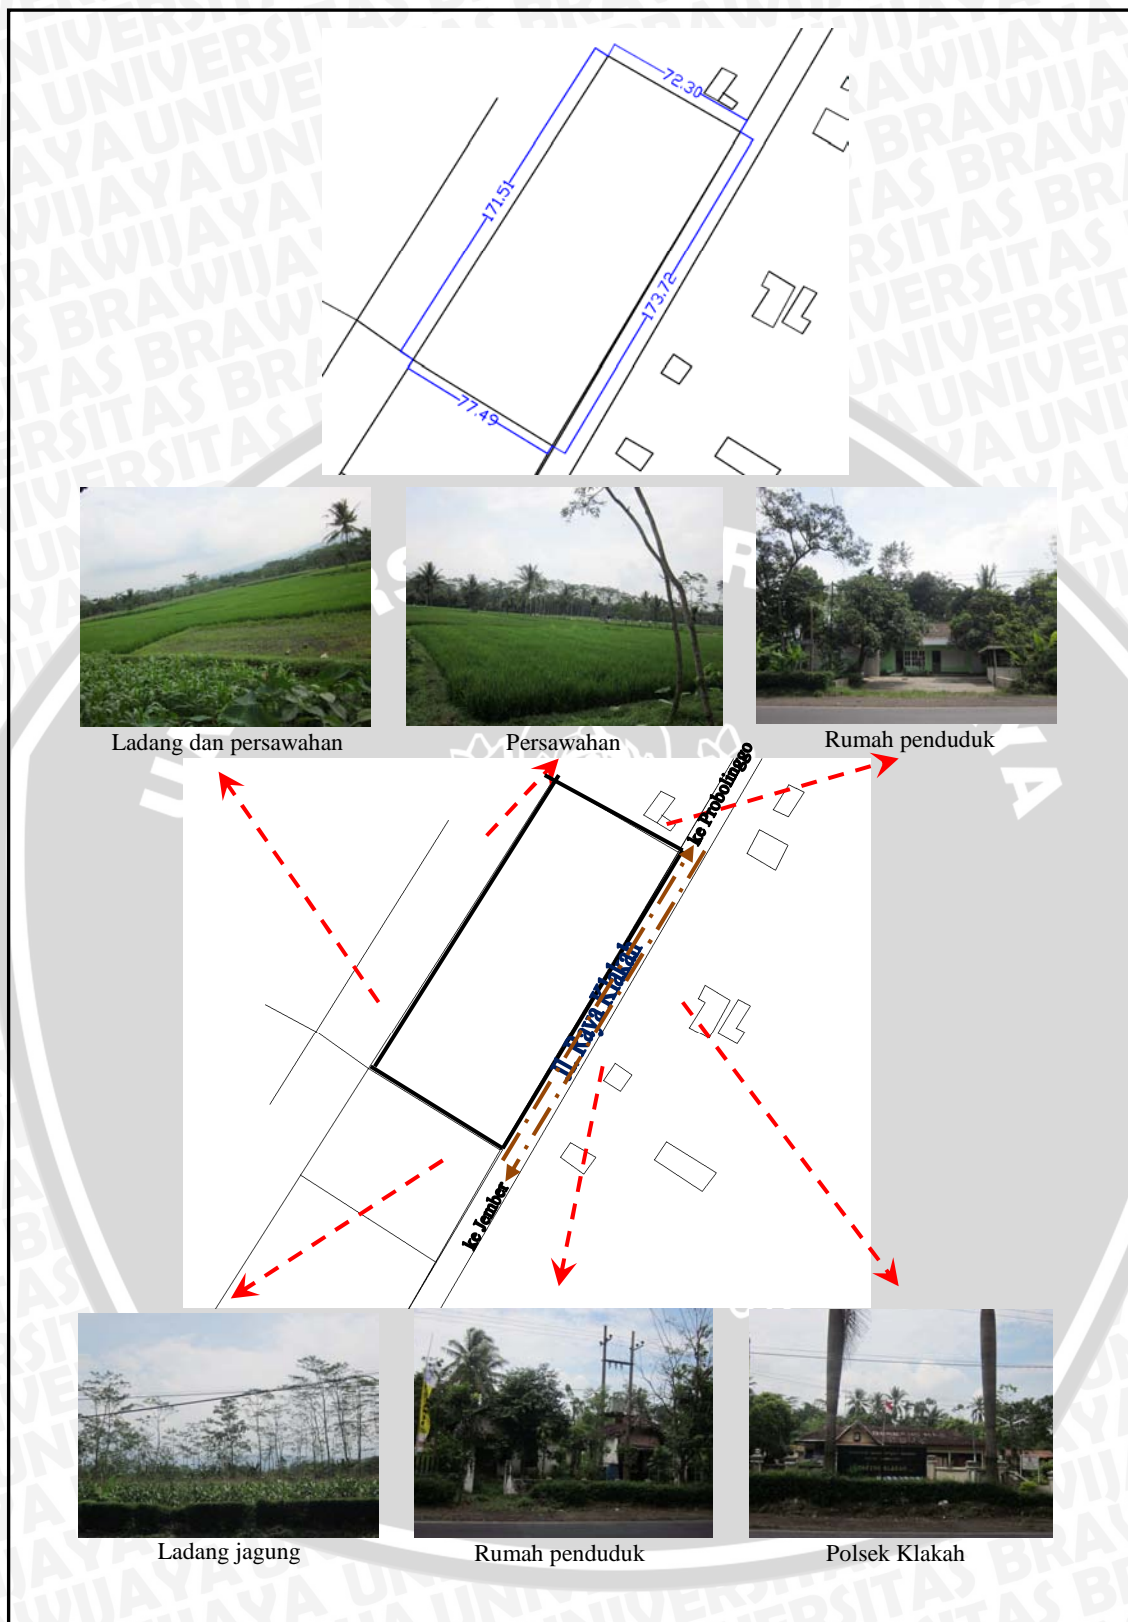 72.30
171.51
173.72
77.49
Ladang dan persawahan
Persawahan
Rumah penduduk
ke Probolinggo
Jl. Raya Klakah
ke Jember
Ladang jagung
Rumah penduduk
Polsek Klakah